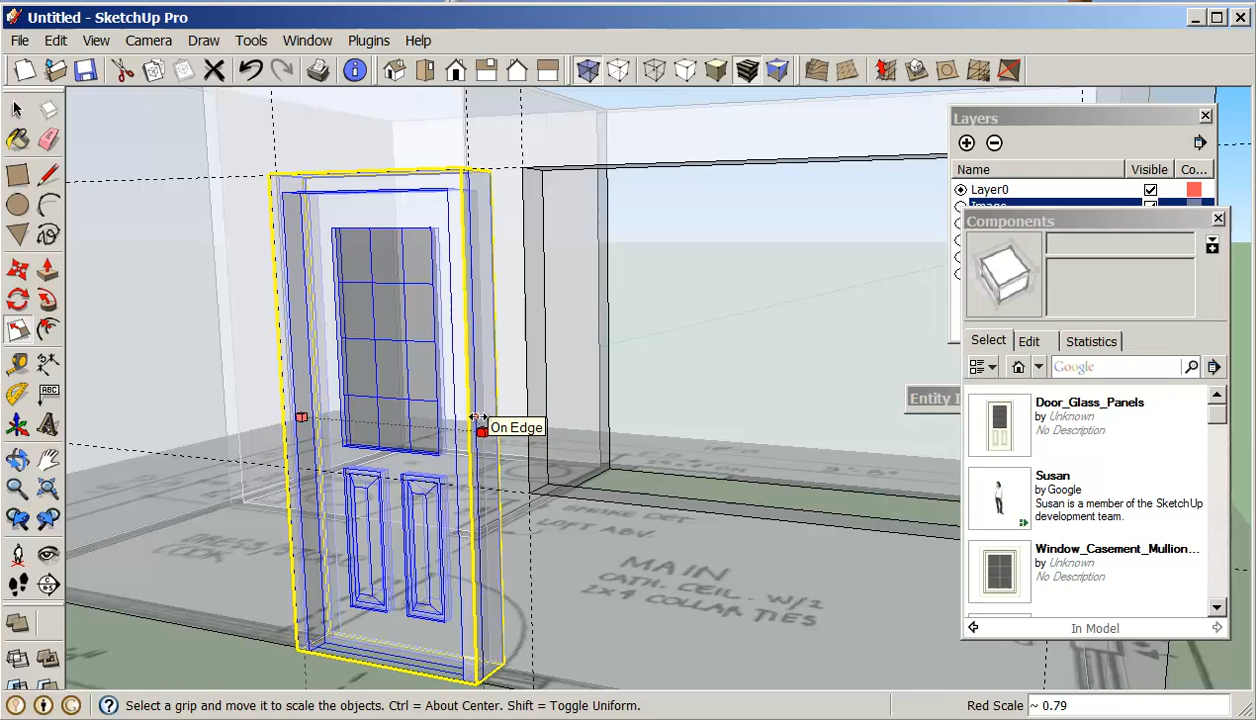 Untitled - SketchUp Pro
File Edit View Camera Draw Tools Window Plugins Help
Layers
Name Visible Co...
Layer0
Components
Select Edit Statistics
Google
Entity I
Door_Glass_Panels
by Unknown
No Description
Susan
by Google
Susan is a member of the SketchUp
development team.
Window_Casement_Mullion...
by Unknown
No Description
In Model
On Edge
SMOKE DET.
LOFT ABV.
MAIN
CATH. CEIL. W/2
2X4 COLLAR TIES
ABC
Select a grip and move it to scale the objects. Ctrl = About Center. Shift = Toggle Uniform.
Red Scale ~ 0.79